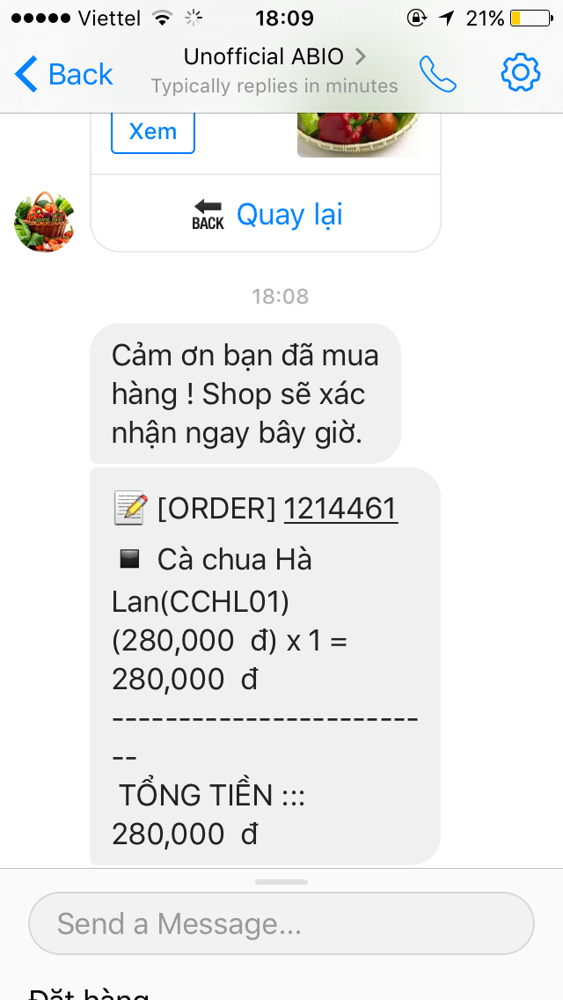 Viettel 18:09 21%
Back Unofficial ABIO
Typically replies in minutes
Xem
BACK Quay lại
18:08
Cảm ơn bạn đã mua
hàng ! Shop sẽ xác
nhận ngay bây giờ.
[ORDER] 1214461
Cà chua Hà
Lan(CCHL01)
(280,000 đ) x 1 =
280,000 đ
-----------------------
--
TỔNG TIỀN :::
280,000 đ
Send a Message...
Đặt hàng